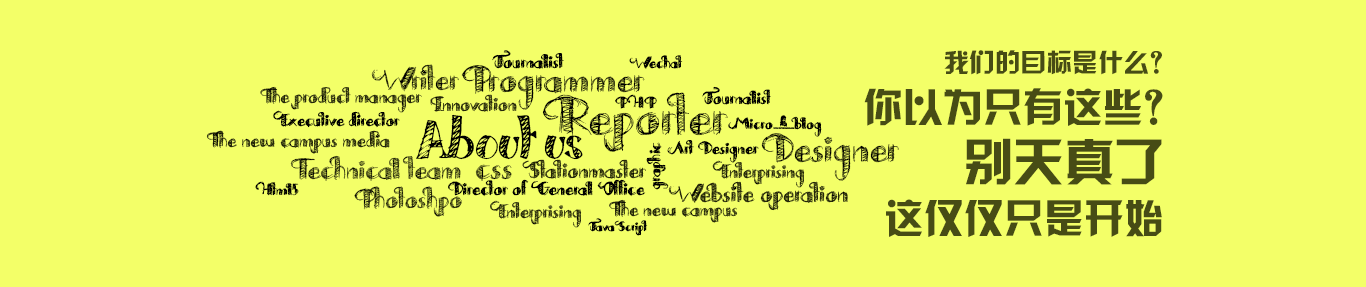 Journalist
Wechat
Writer
Programmer
The product manager
Innovation
PHP
Journalist
Reporter
Executive director
Micro_blog
About us
The new campus media
Art Designer
Designer
graphic
Technical team
CSS
Stationmaster
Enterprising
Html5
Director of General Office
Photoshpo
Website operation
Enterprising
The new campus
JavaScript
我们的目标是什么?
你以为只有这些?
别天真了
这仅仅只是开始